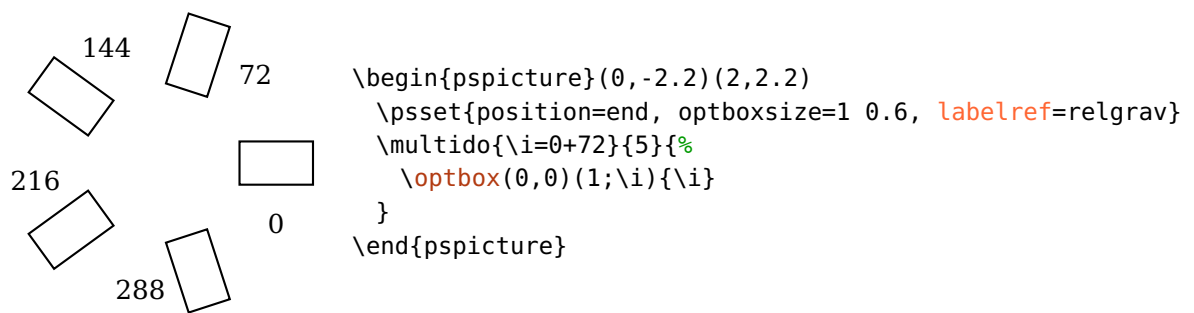 144
72
216
0
288
\begin{pspicture}(0,-2.2)(2,2.2)
  \psset{position=end, optboxsize=1 0.6, labelref=relgrav}
  \multido{\i=0+72}{5}{%
    \optbox(0,0)(1;\i){\i}
  }
\end{pspicture}